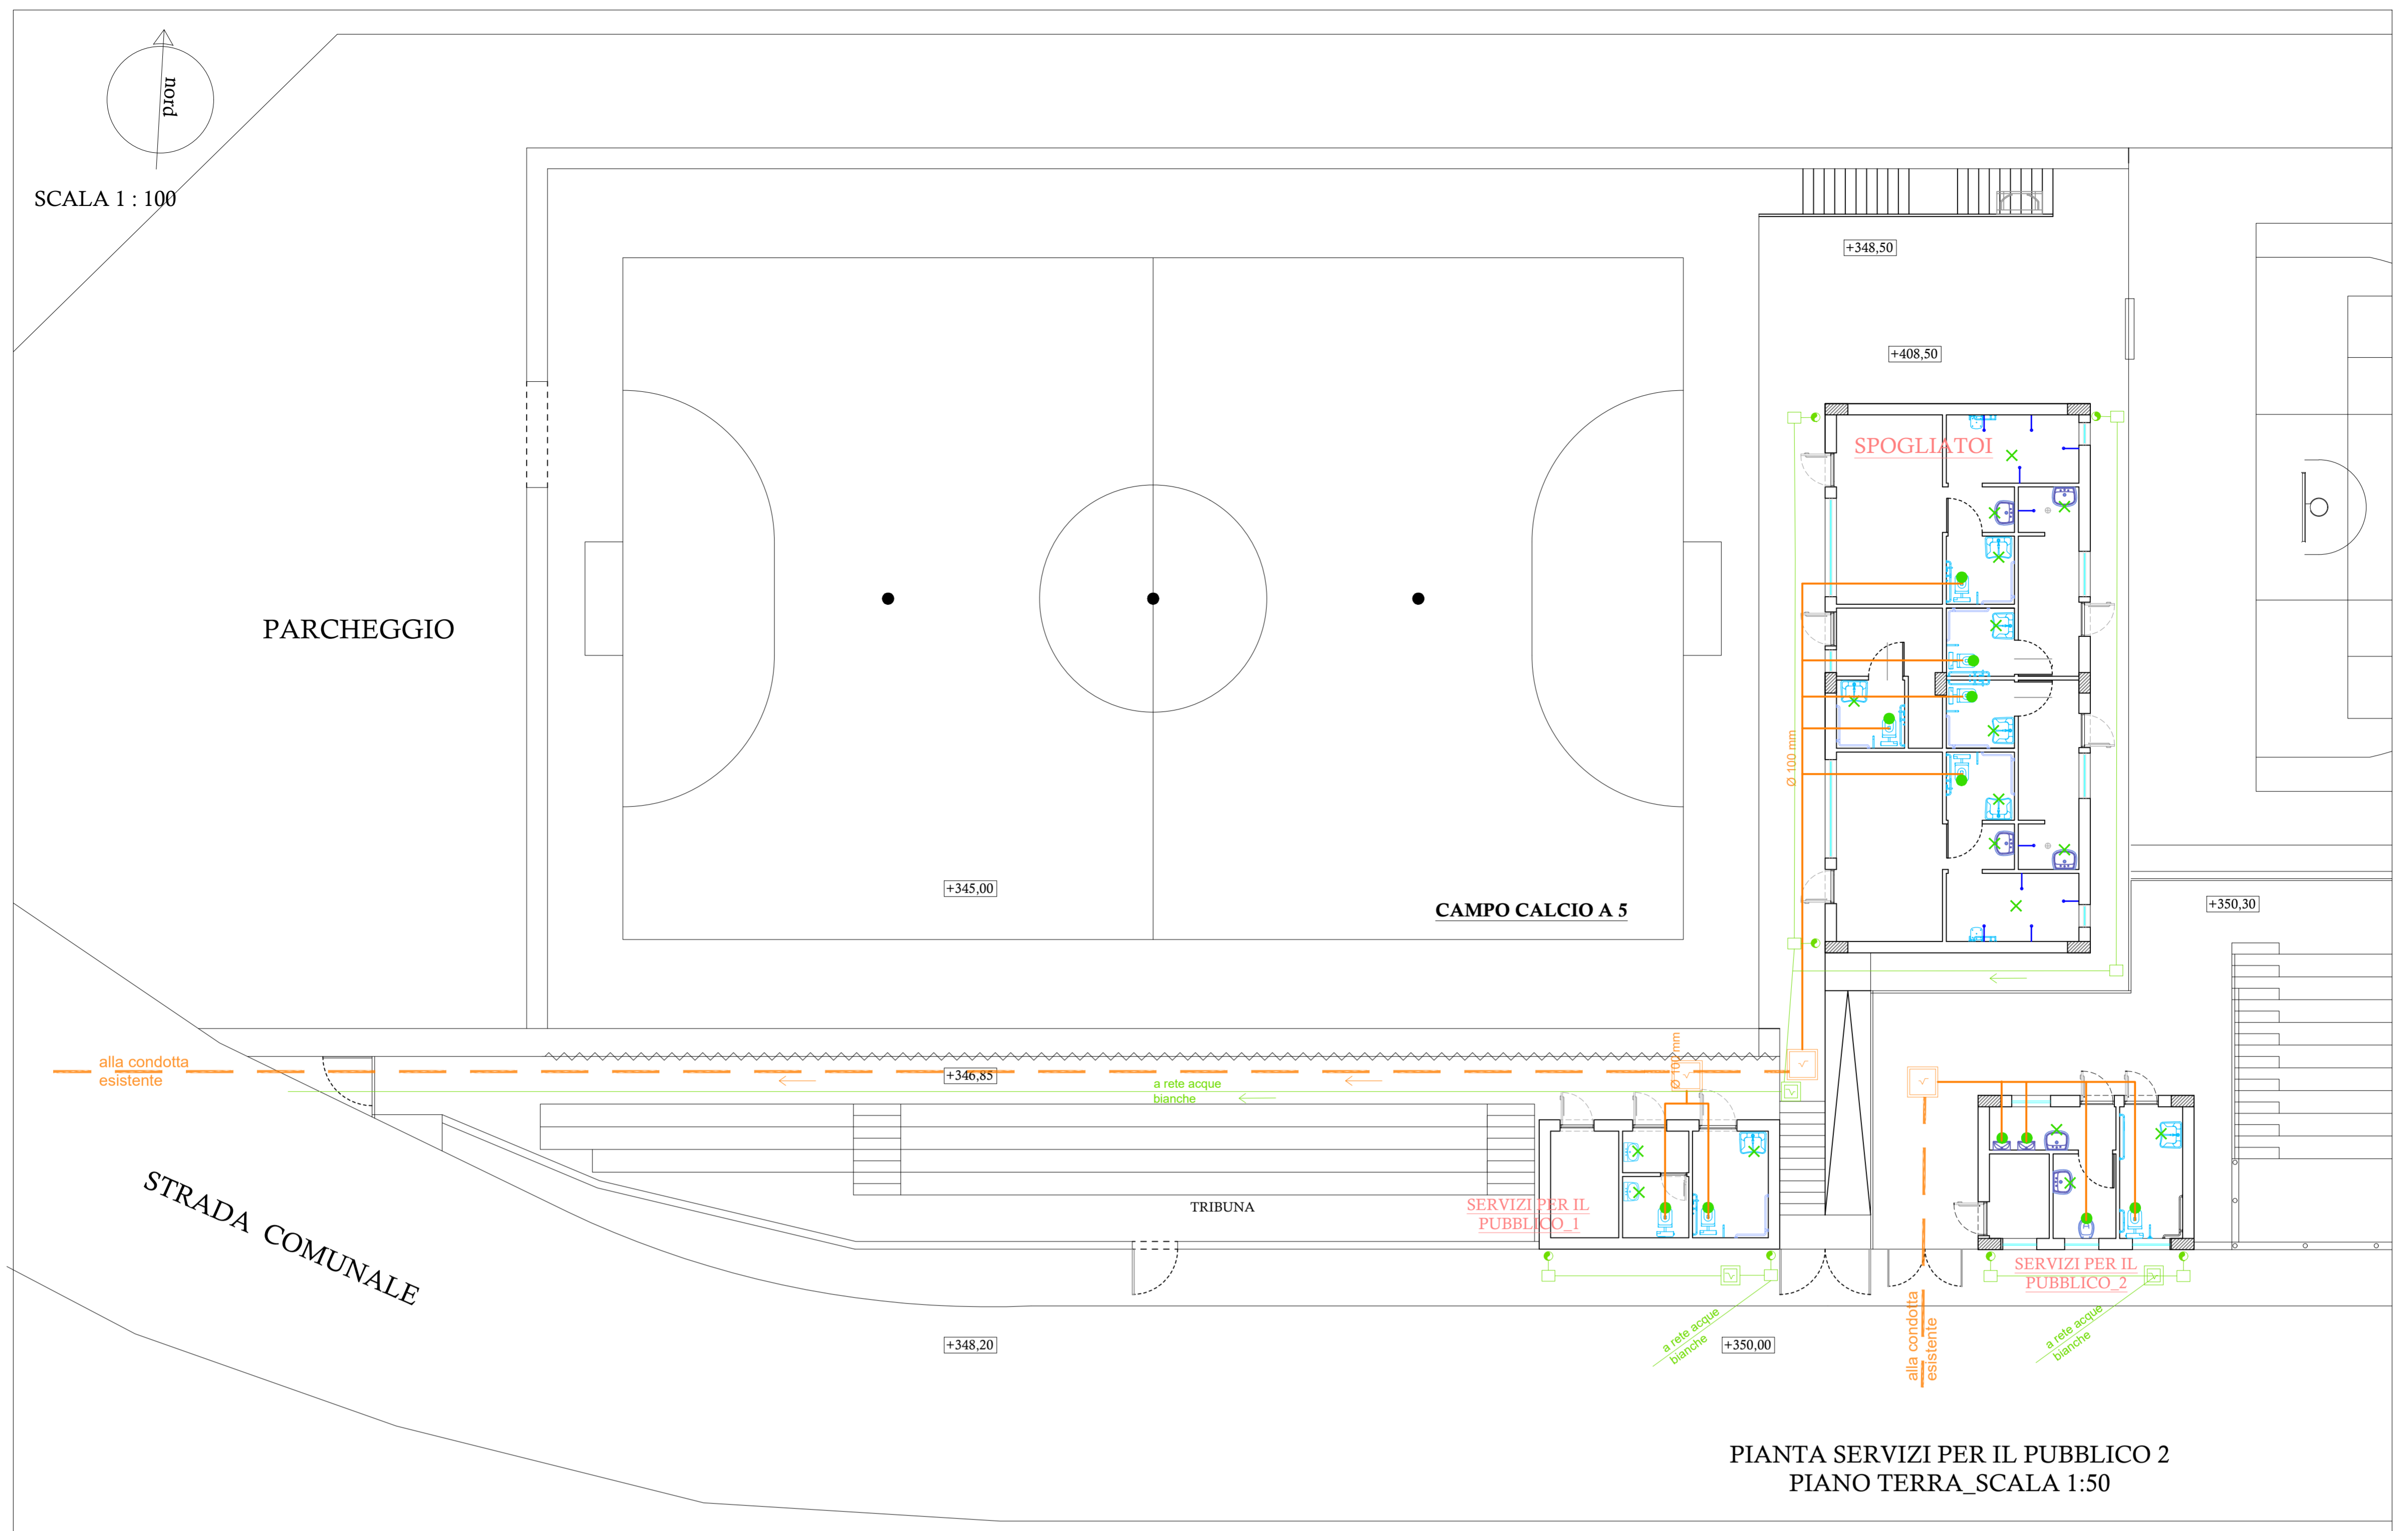 nord
SCALA 1 : 100
+348,50
+408,50
SPOGLIATOI
PARCHEGGIO
Ø 100 mm
+345,00
CAMPO CALCIO A 5
+350,30
alla condotta
esistente
+346,85
a rete acque
bianche
Ø 100 mm
STRADA COMUNALE
TRIBUNA
SERVIZI PER IL
PUBBLICO_1
SERVIZI PER IL
PUBBLICO_2
a rete acque
bianche
alla condotta
esistente
a rete acque
bianche
+348,20
+350,00
PIANTA SERVIZI PER IL PUBBLICO 2
PIANO TERRA_SCALA 1:50